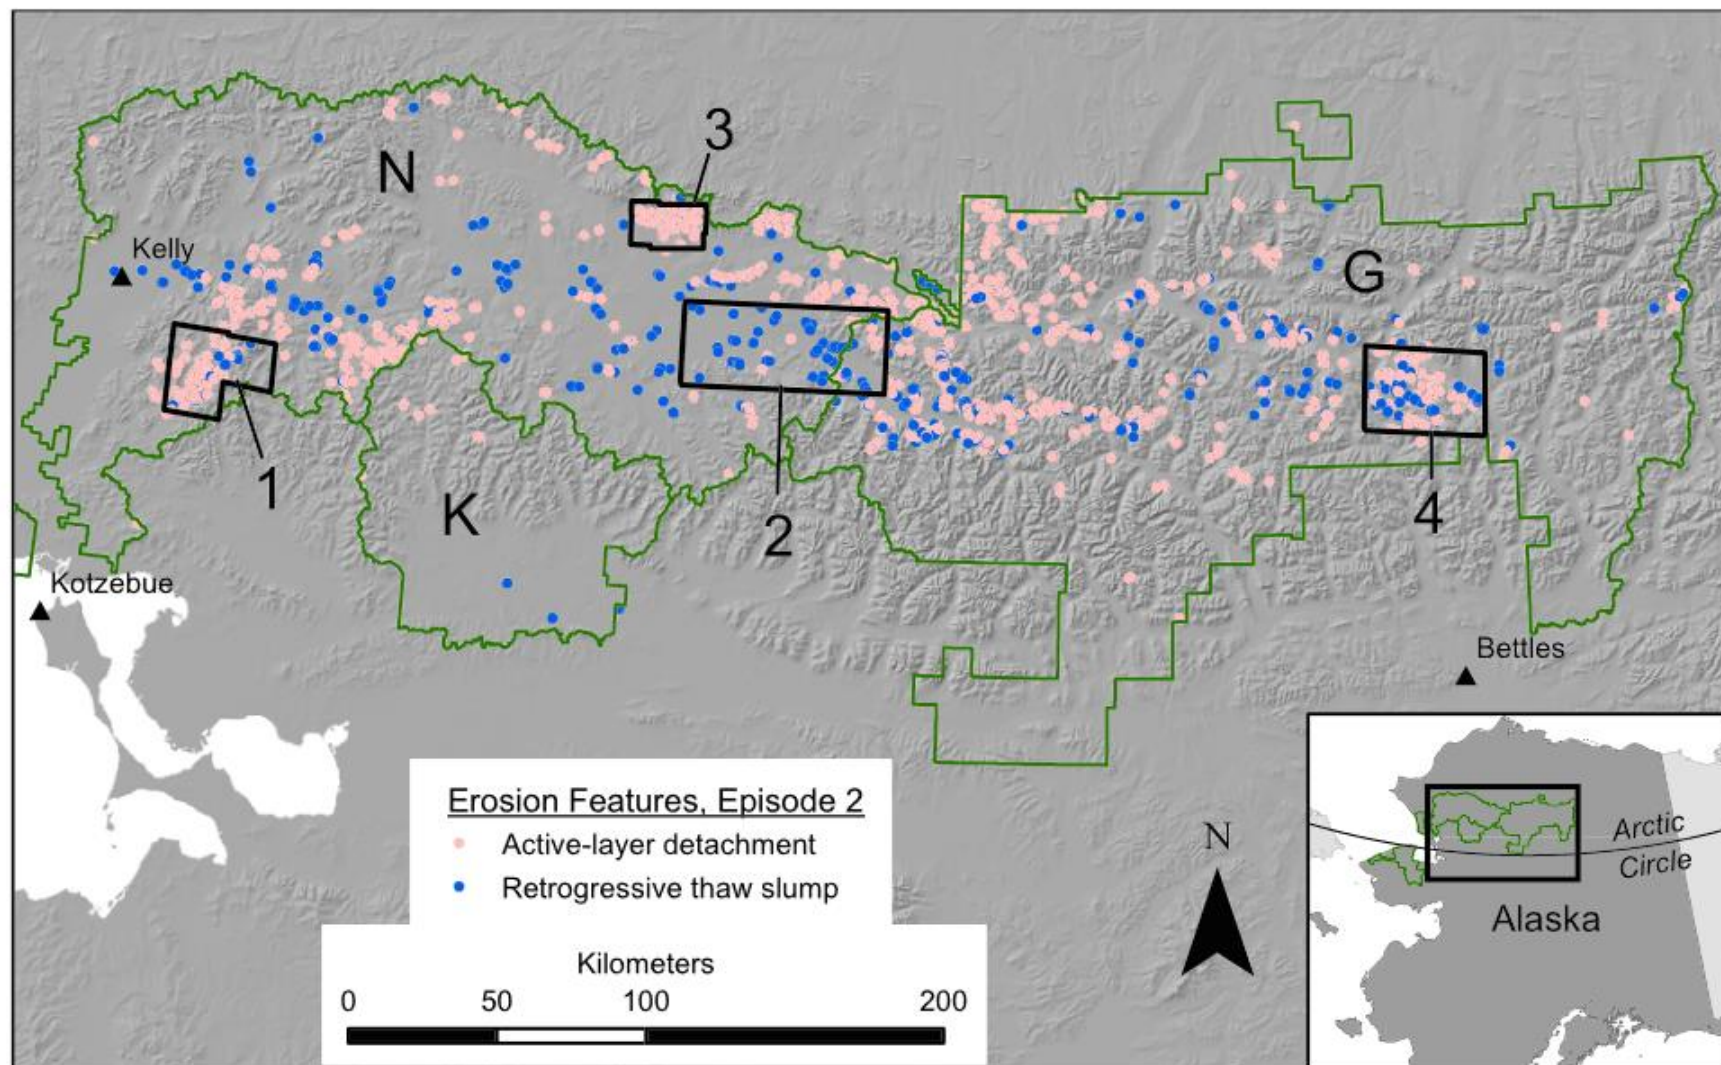 3
N
Kelly
G
1
K
2
4
Kotzebue
Bettles
Erosion Features, Episode 2
Active-layer detachment
Retrogressive thaw slump
Kilometers
0 50 100 200
N
Arctic
Circle
Alaska